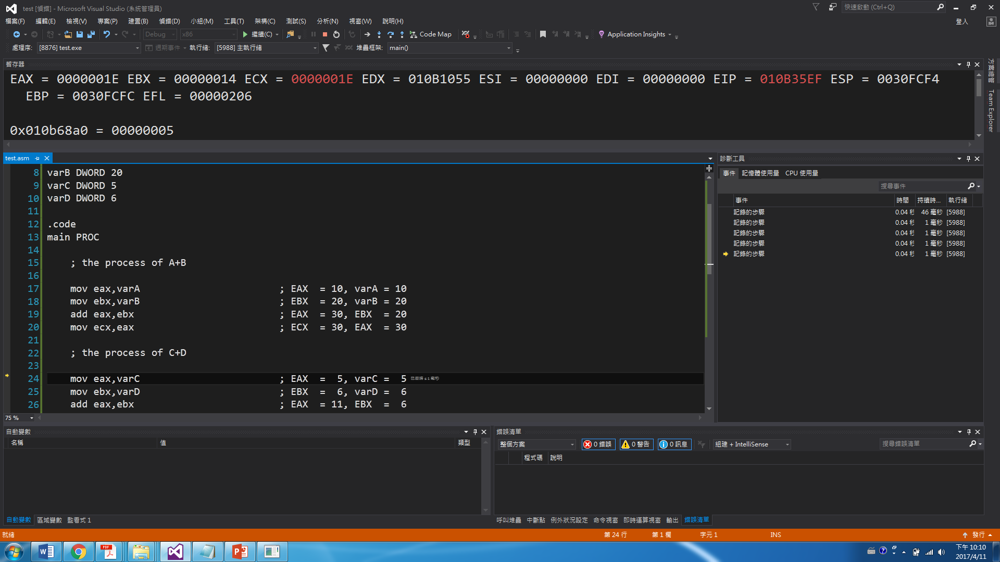 test [偵錯] - Microsoft Visual Studio (系統管理員)
快速啟動 (Ctrl+Q)
檔案(F) 編輯(E) 檢視(V) 專案(P) 建置(B) 偵錯(D) 小組(M) 工具(T) 架構(C) 測試(S) 分析(N) 視窗(W) 說明(H)
登入
Debug x86 繼續(C) Code Map Application Insights
處理序: [8876] test.exe 週期事件 執行緒: [5988] 主執行緒 堆疊框架: main()
暫存器
EAX = 0000001E EBX = 00000014 ECX = 0000001E EDX = 010B1055 ESI = 00000000 EDI = 00000000 EIP = 010B35EF ESP = 0030FCF4
EBP = 0030FCFC EFL = 00000206
0x010b68a0 = 00000005
方案總管
Team Explorer
test.asm
8 varB DWORD 20
9 varC DWORD 5
10 varD DWORD 6
11
12 .code
13 main PROC
14
15 ; the process of A+B
16
17 mov eax,varA ; EAX = 10, varA = 10
18 mov ebx,varB ; EBX = 20, varB = 20
19 add eax,ebx ; EAX = 30, EBX = 20
20 mov ecx,eax ; ECX = 30, EAX = 30
21
22 ; the process of C+D
23
24 mov eax,varC ; EAX = 5, varC = 5
25 mov ebx,varD ; EBX = 6, varD = 6
26 add eax,ebx ; EAX = 11, EBX = 6
75 %
診斷工具
事件 記憶體使用量 CPU 使用量
搜尋事件
事件 時間 持續時... 執行緒
記錄的步驟 0.04 秒 46 毫秒 [5988]
記錄的步驟 0.04 秒 1 毫秒 [5988]
記錄的步驟 0.04 秒 1 毫秒 [5988]
記錄的步驟 0.04 秒 1 毫秒 [5988]
記錄的步驟 0.04 秒 1 毫秒 [5988]
自動變數
名稱 值 類型
自動變數 區域變數 監看式 1
錯誤清單
整個方案 0 錯誤 0 警告 0 訊息 組建 + IntelliSense 搜尋錯誤清單
程式碼 說明
呼叫堆疊 中斷點 例外狀況設定 命令視窗 即時運算視窗 輸出 錯誤清單
就緒 第 24 行 第 1 欄 字元 1 INS 發行
下午 10:10
2017/4/11